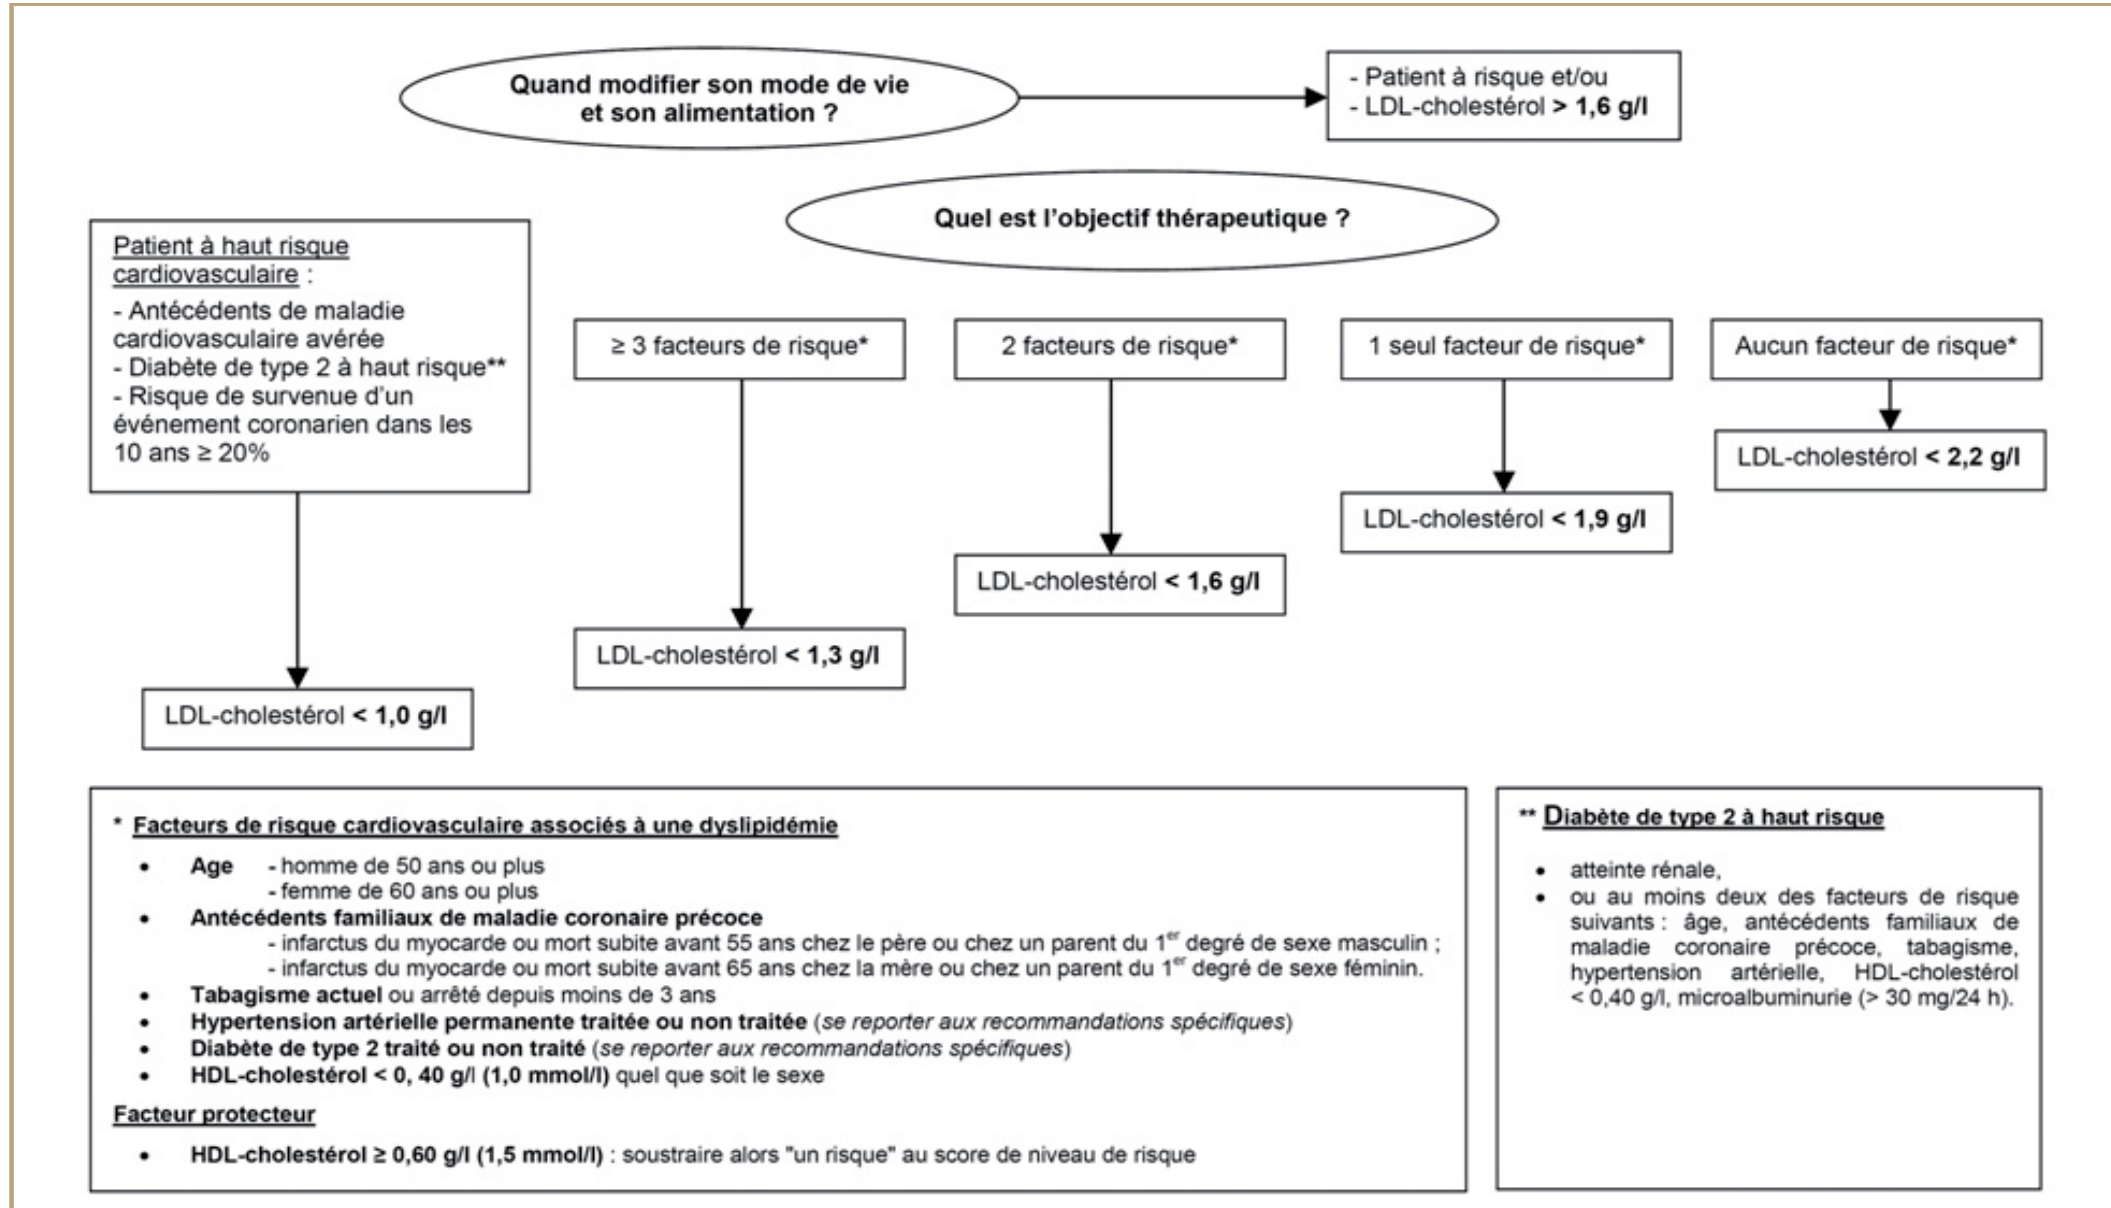 Quand modifier son mode de vie
et son alimentation ?
- Patient à risque et/ou
- LDL-cholestérol > 1,6 g/l
Quel est l'objectif thérapeutique ?
Patient à haut risque
cardiovasculaire :
- Antécédents de maladie
cardiovasculaire avérée
- Diabète de type 2 à haut risque**
- Risque de survenue d'un
événement coronarien dans les
10 ans ≥ 20%
≥ 3 facteurs de risque*
2 facteurs de risque*
1 seul facteur de risque*
Aucun facteur de risque*
LDL-cholestérol < 2,2 g/l
LDL-cholestérol < 1,9 g/l
LDL-cholestérol < 1,6 g/l
LDL-cholestérol < 1,3 g/l
LDL-cholestérol < 1,0 g/l
* Facteurs de risque cardiovasculaire associés à une dyslipidémie
• Age - homme de 50 ans ou plus
- femme de 60 ans ou plus
• Antécédents familiaux de maladie coronaire précoce
- infarctus du myocarde ou mort subite avant 55 ans chez le père ou chez un parent du 1er degré de sexe masculin ;
- infarctus du myocarde ou mort subite avant 65 ans chez la mère ou chez un parent du 1er degré de sexe féminin.
• Tabagisme actuel ou arrêté depuis moins de 3 ans
• Hypertension artérielle permanente traitée ou non traitée (se reporter aux recommandations spécifiques)
• Diabète de type 2 traité ou non traité (se reporter aux recommandations spécifiques)
• HDL-cholestérol < 0, 40 g/l (1,0 mmol/l) quel que soit le sexe
Facteur protecteur
• HDL-cholestérol ≥ 0,60 g/l (1,5 mmol/l) : soustraire alors "un risque" au score de niveau de risque
** Diabète de type 2 à haut risque
• atteinte rénale,
• ou au moins deux des facteurs de risque
suivants : âge, antécédents familiaux de
maladie coronaire précoce, tabagisme,
hypertension artérielle, HDL-cholestérol
< 0,40 g/l, microalbuminurie (> 30 mg/24 h).